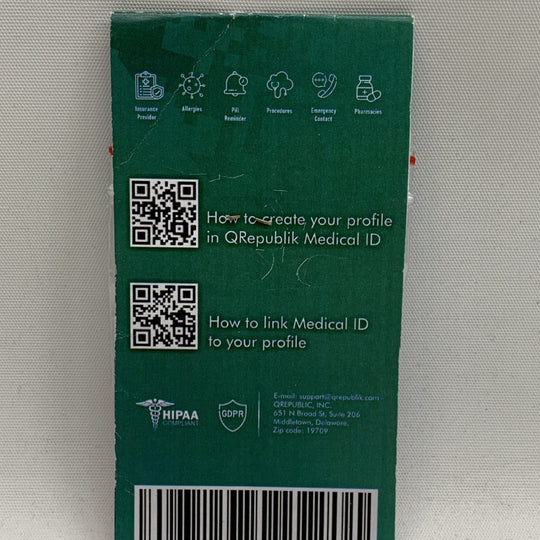 Insurance Provider
Allergies
Pill Reminder
Procedures
Emergency Contact
Pharmacies
How to create your profile
in QRepublik Medical ID
How to link Medical ID
to your profile
HIPAA
COMPLIANT
GDPR
E-mail: support@qrepublik.com
QREPUBLIC, INC.
651 N Broad St, Suite 206
Middletown, Delaware.
Zip code: 19709